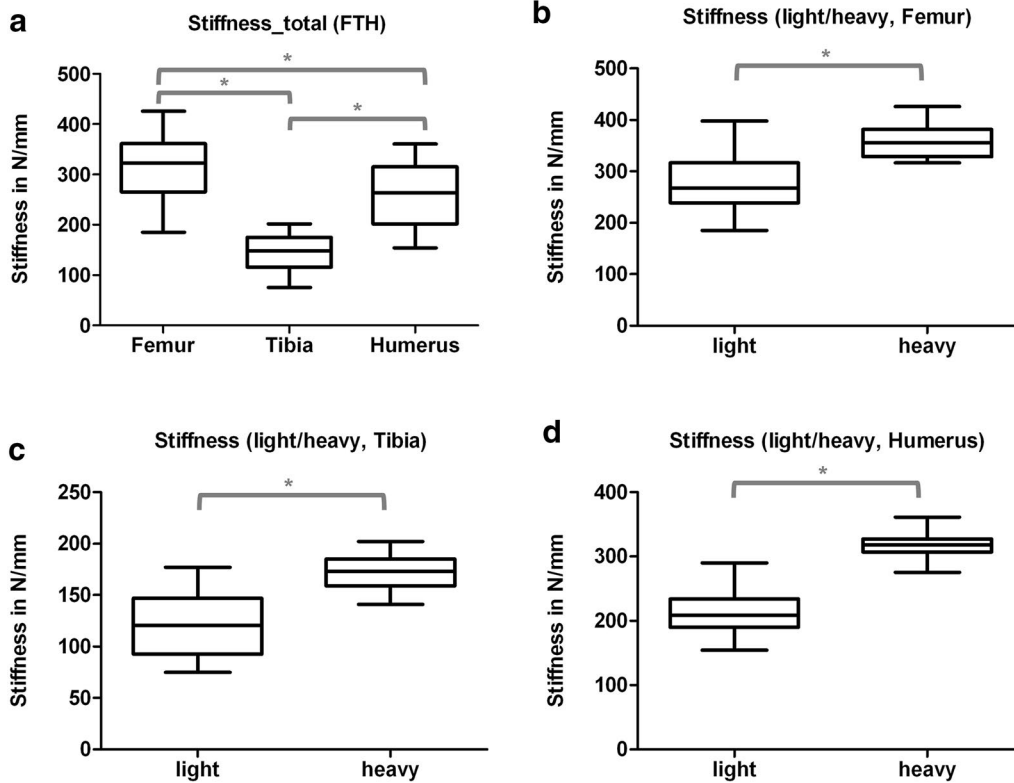 a
Stiffness_total (FTH)
Stiffness in N/mm
500
400
300
200
100
0
*
*
*
Femur Tibia Humerus
b
Stiffness (light/heavy, Femur)
Stiffness in N/mm
500
400
300
200
100
0
*
light heavy
c
Stiffness (light/heavy, Tibia)
Stiffness in N/mm
250
200
150
100
50
0
*
light heavy
d
Stiffness (light/heavy, Humerus)
Stiffness in N/mm
400
300
200
100
0
*
light heavy